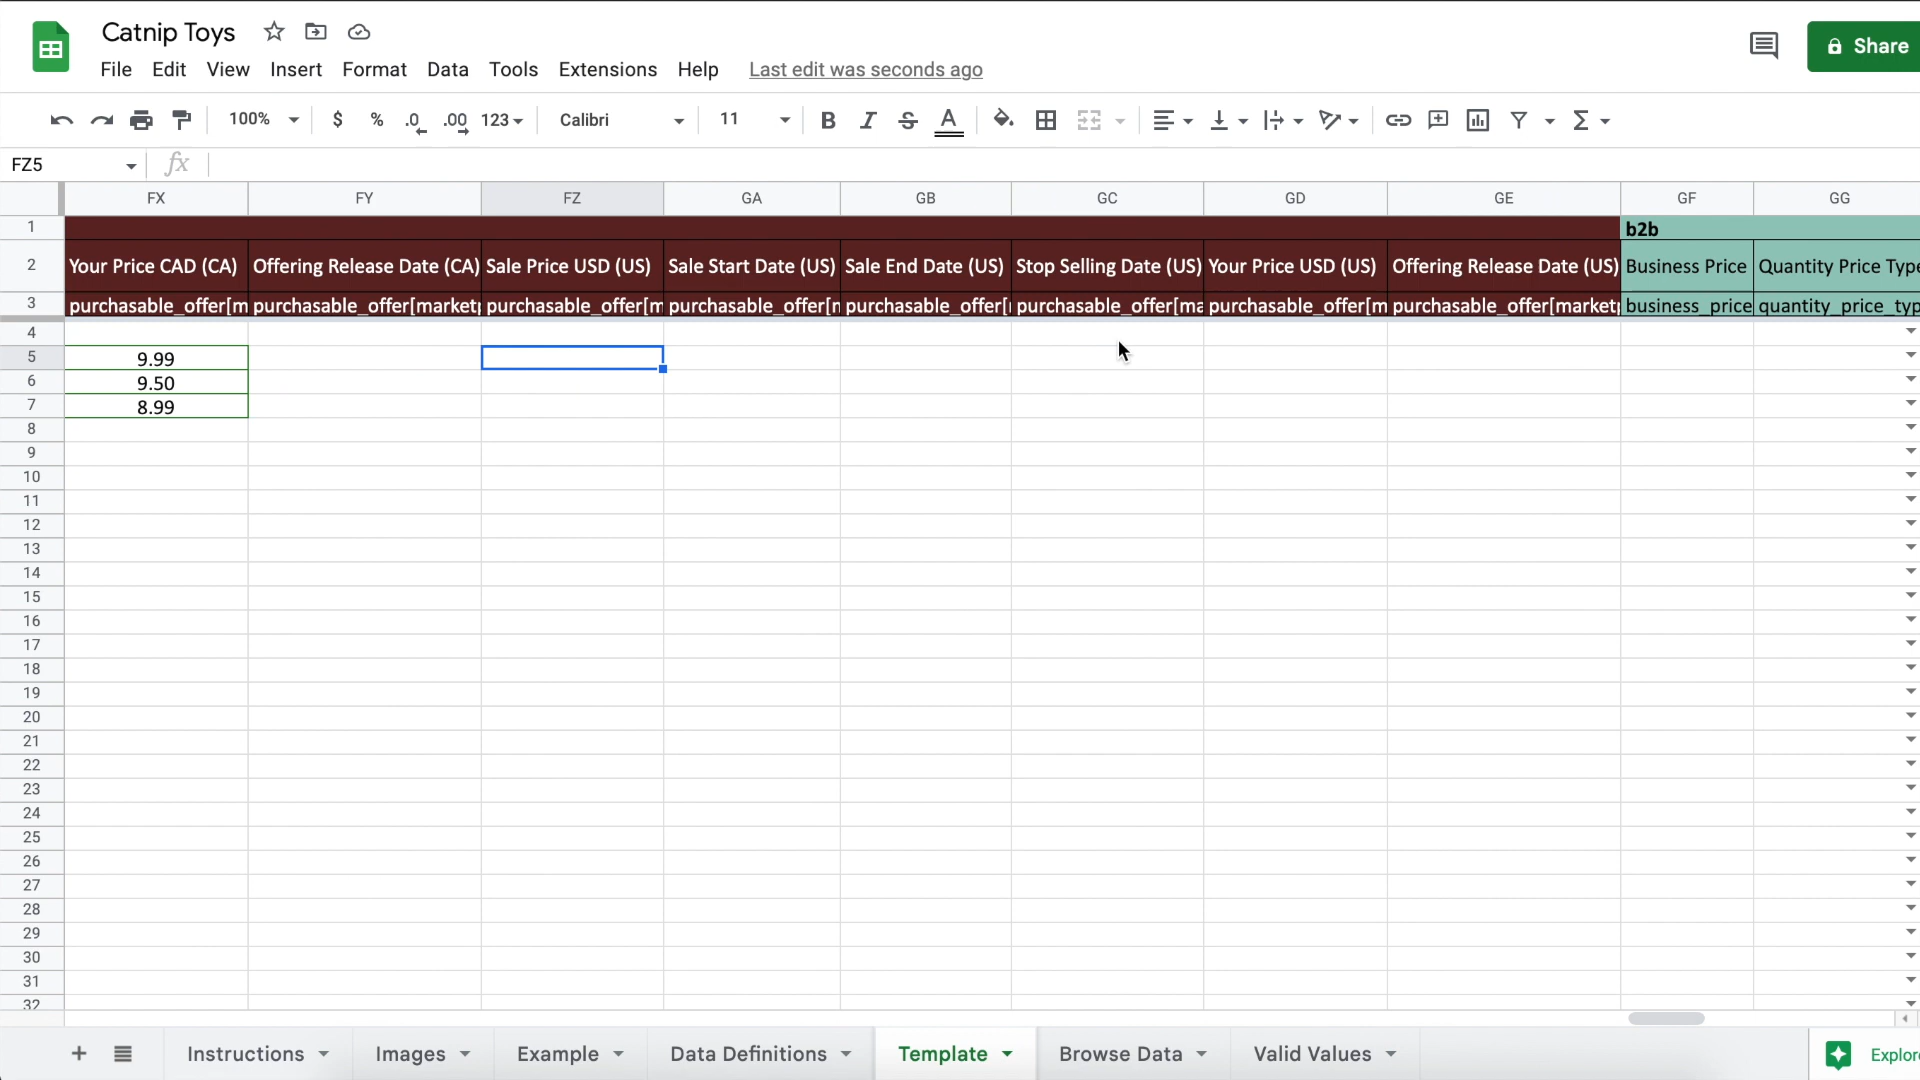 Catnip Toys
File Edit View Insert Format Data Tools Extensions Help Last edit was seconds ago
Share
100% $ % .0 .00 123 Calibri 11 B I S A Σ
FZ5 fx
FX FY FZ GA GB GC GD GE GF GG
1 b2b
2 Your Price CAD (CA) Offering Release Date (CA) Sale Price USD (US) Sale Start Date (US) Sale End Date (US) Stop Selling Date (US) Your Price USD (US) Offering Release Date (US) Business Price Quantity Price Type
3 purchasable_offer[m purchasable_offer[marketp purchasable_offer[m purchasable_offer[n purchasable_offer[ purchasable_offer[ma purchasable_offer[m purchasable_offer[marketp business_price quantity_price_typ
4
5 9.99
6 9.50
7 8.99
8
9
10
11
12
13
14
15
16
17
18
19
20
21
22
23
24
25
26
27
28
29
30
31
32
Instructions Images Example Data Definitions Template Browse Data Valid Values Explor